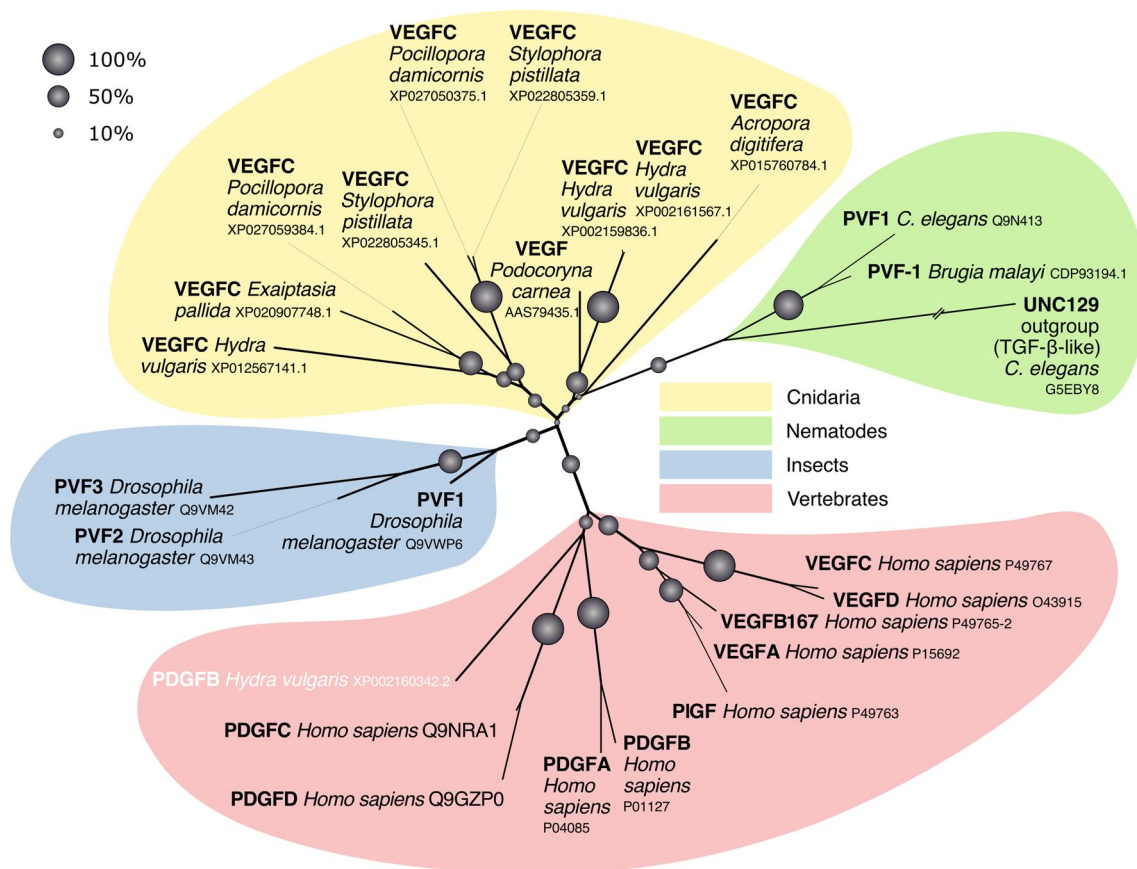 100%
50%
10%
VEGFC
Pocillopora
damicornis
XP027050375.1
VEGFC
Stylophora
pistillata
XP022805359.1
VEGFC
Acropora
digitifera
XP015760784.1
VEGFC
Hydra
vulgaris
XP002161567.1
VEGFC
Hydra
vulgaris
XP002159836.1
VEGFC
Pocillopora
damicornis
XP027059384.1
VEGFC
Stylophora
pistillata
XP022805345.1
VEGF
Podocoryna
carnea
AAS79435.1
VEGFC Exaiptasia
pallida XP020907748.1
VEGFC Hydra
vulgaris XP012567141.1
PVF1 C. elegans Q9N413
PVF-1 Brugia malayi CDP93194.1
UNC129
outgroup
(TGF-β-like)
C. elegans
G5EBY8
Cnidaria
Nematodes
Insects
Vertebrates
PVF3 Drosophila
melanogaster Q9VM42
PVF2 Drosophila
melanogaster Q9VM43
PVF1
Drosophila
melanogaster Q9VWP6
VEGFC Homo sapiens P49767
VEGFD Homo sapiens O43915
VEGFB167 Homo sapiens P49765-2
VEGFA Homo sapiens P15692
PlGF Homo sapiens P49763
PDGFB Hydra vulgaris XP002160342.2
PDGFC Homo sapiens Q9NRA1
PDGFD Homo sapiens Q9GZP0
PDGFA
Homo
sapiens
P04085
PDGFB
Homo
sapiens
P01127